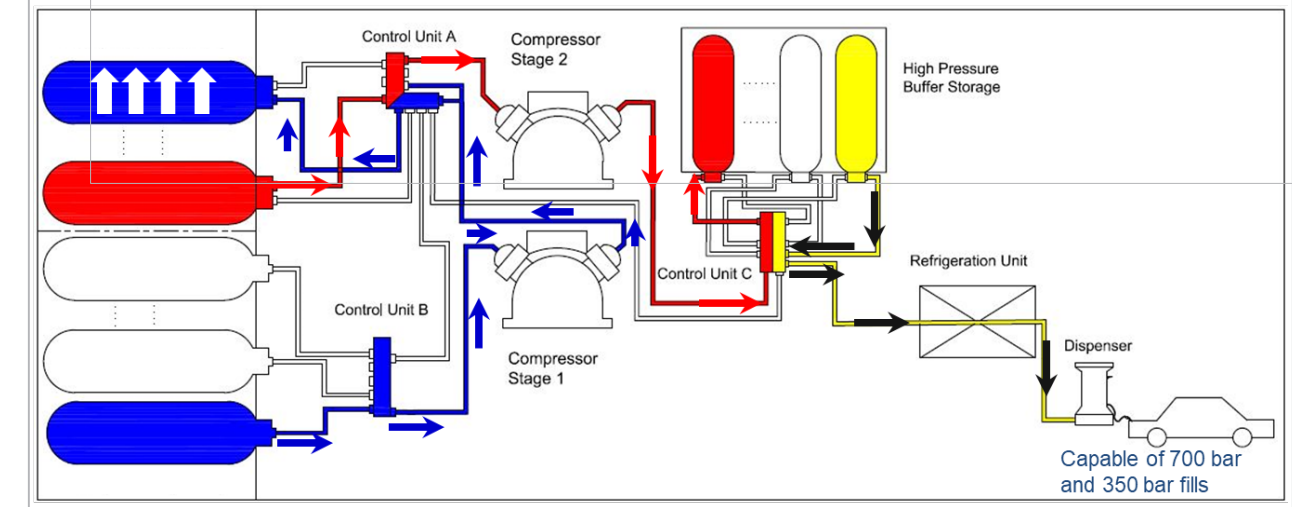 Control Unit A
Compressor
Stage 2
High Pressure
Buffer Storage
Control Unit C
Refrigeration Unit
Control Unit B
Dispenser
Compressor
Stage 1
Capable of 700 bar
and 350 bar fills